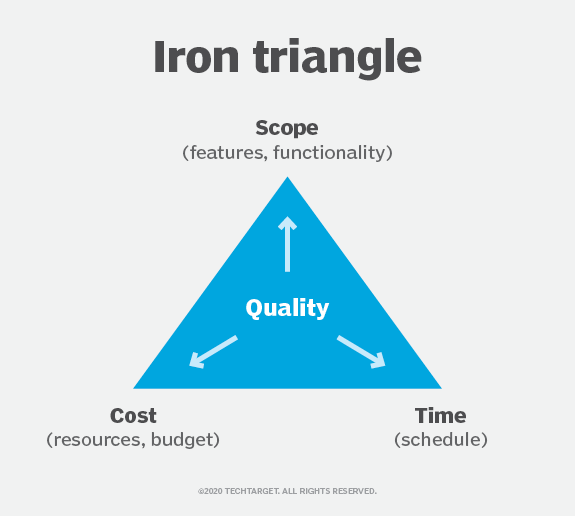 Iron triangle
Scope
(features, functionality)
Quality
Cost
(resources, budget)
Time
(schedule)
©2020 TECHTARGET. ALL RIGHTS RESERVED.